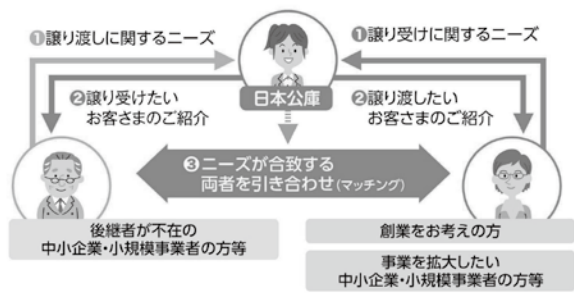 ❶譲り渡しに関するニーズ
❶譲り受けに関するニーズ
日本公庫
❷譲り受けたい
お客さまのご紹介
❷譲り渡したい
お客さまのご紹介
❸ニーズが合致する
両者を引き合わせ(マッチング)
後継者が不在の
中小企業・小規模事業者の方等
創業をお考えの方
事業を拡大したい
中小企業・小規模事業者の方等